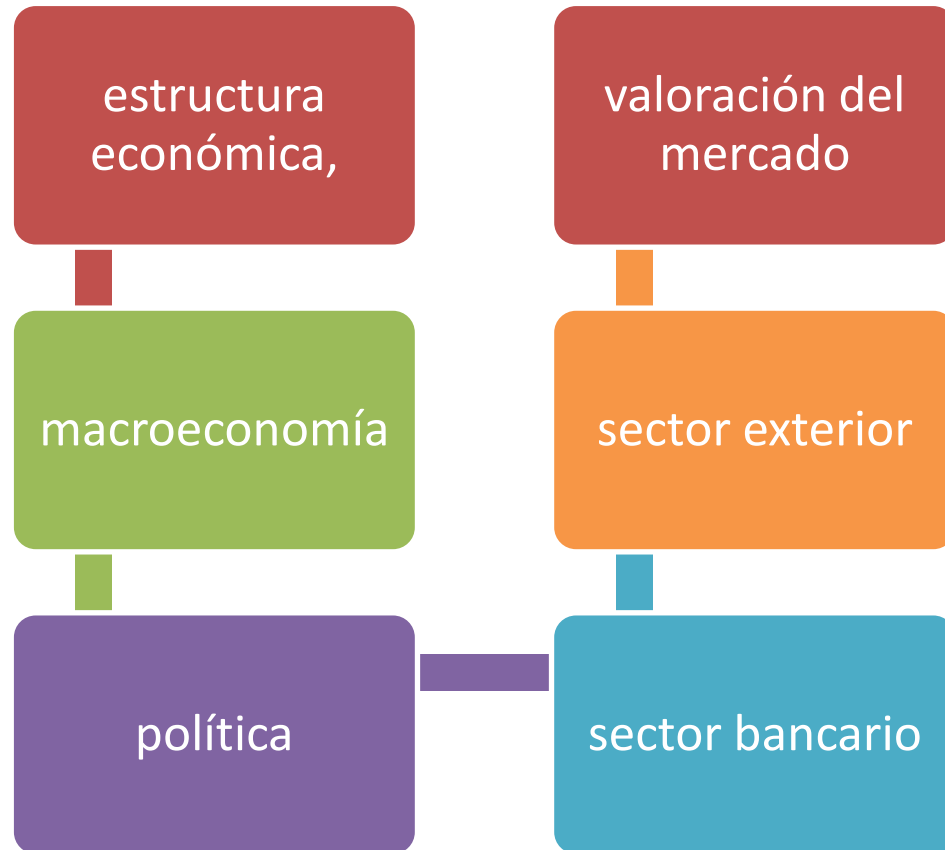 estructura
económica,
macroeconomía
política
sector bancario
sector exterior
valoración del
mercado